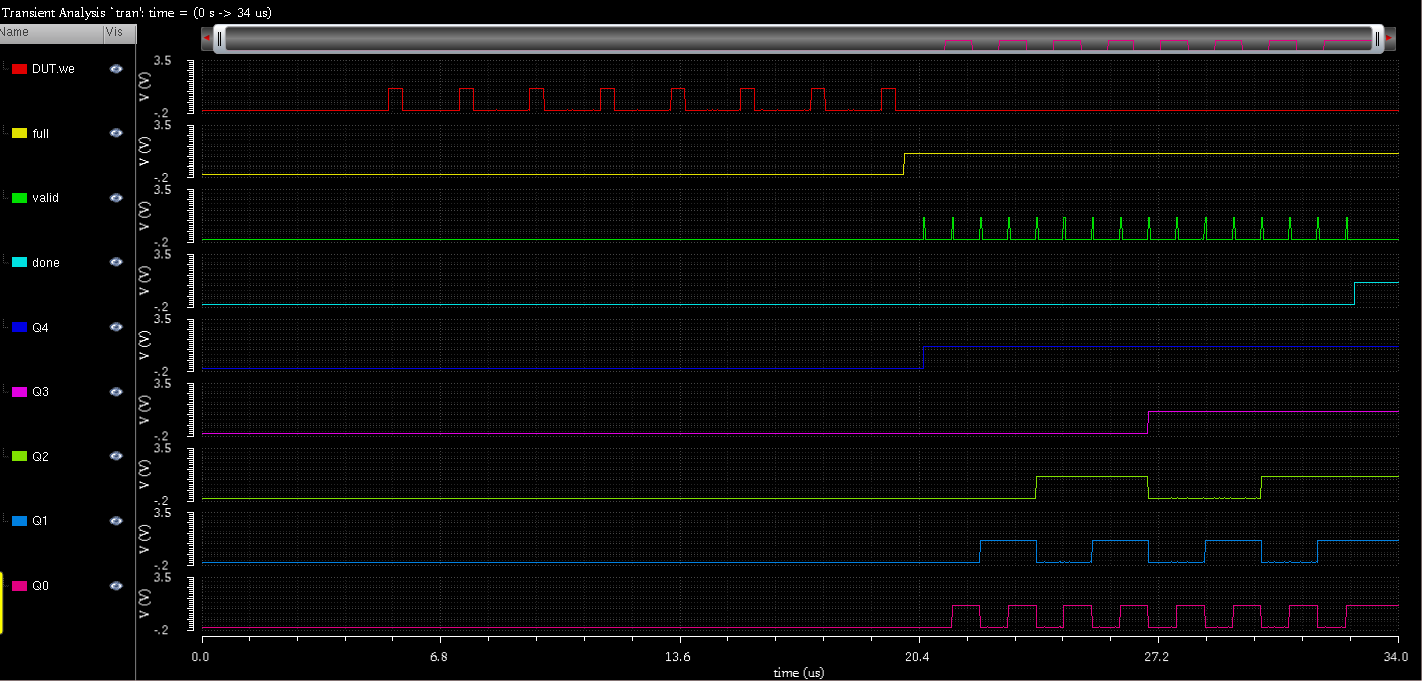 Transient Analysis `tran': time = (0 s -> 34 us)
Name Vis
DUT.we
V (V)
3.5
-.2
full
V (V)
3.5
-.2
valid
V (V)
3.5
-.2
done
V (V)
3.5
-.2
Q4
V (V)
3.5
-.2
Q3
V (V)
3.5
-.2
Q2
V (V)
3.5
-.2
Q1
V (V)
3.5
-.2
Q0
V (V)
3.5
-.2
0.0 6.8 13.6 20.4 27.2 34.0
time (us)